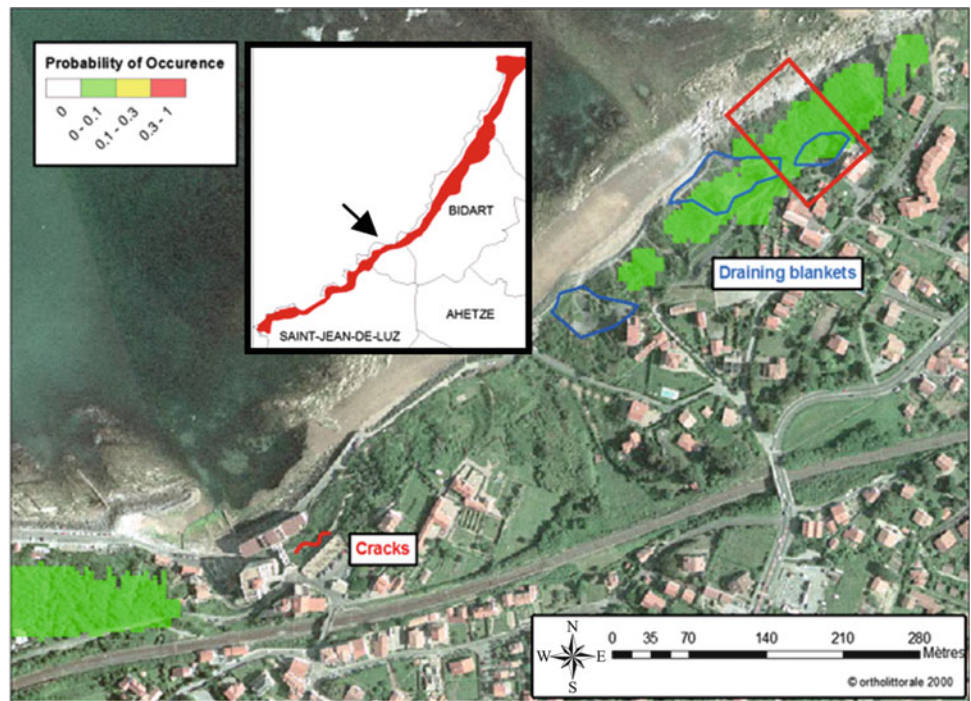 Probability of Occurence
0
0 - 0.1
0.1 - 0.3
0.3 - 1
BIDART
AHETZE
SAINT-JEAN-DE-LUZ
Draining blankets
Cracks
N
W E
S
0 35 70 140 210 280
Mètres
© ortholittorale 2000